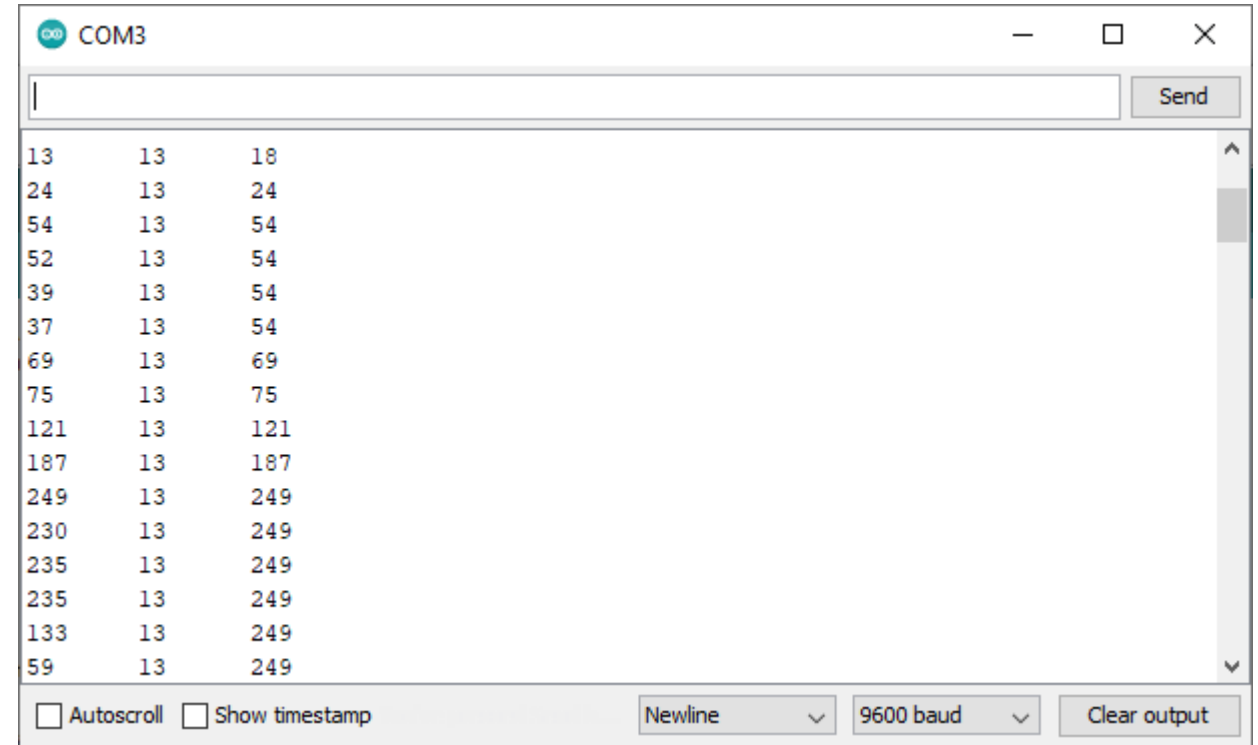 COM3
Send
13 13 18
24 13 24
54 13 54
52 13 54
39 13 54
37 13 54
69 13 69
75 13 75
121 13 121
187 13 187
249 13 249
230 13 249
235 13 249
235 13 249
133 13 249
59 13 249
Autoscroll Show timestamp Newline 9600 baud Clear output